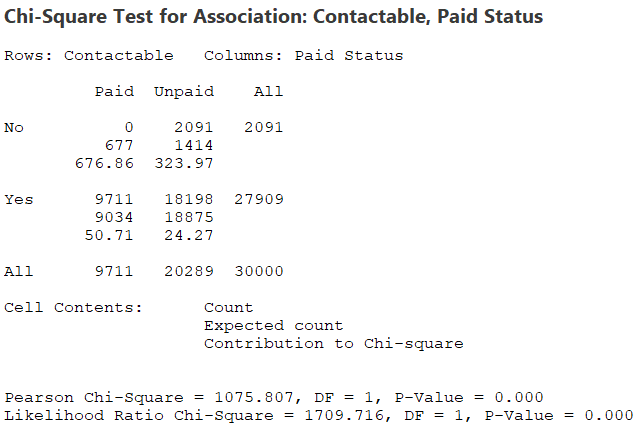 Chi-Square Test for Association: Contactable, Paid Status
Rows: Contactable   Columns: Paid Status
Paid  Unpaid    All
No          0    2091   2091
677    1414
676.86  323.97
Yes      9711   18198  27909
9034   18875
50.71   24.27
All      9711   20289  30000
Cell Contents:      Count
Expected count
Contribution to Chi-square
Pearson Chi-Square = 1075.807, DF = 1, P-Value = 0.000
Likelihood Ratio Chi-Square = 1709.716, DF = 1, P-Value = 0.000